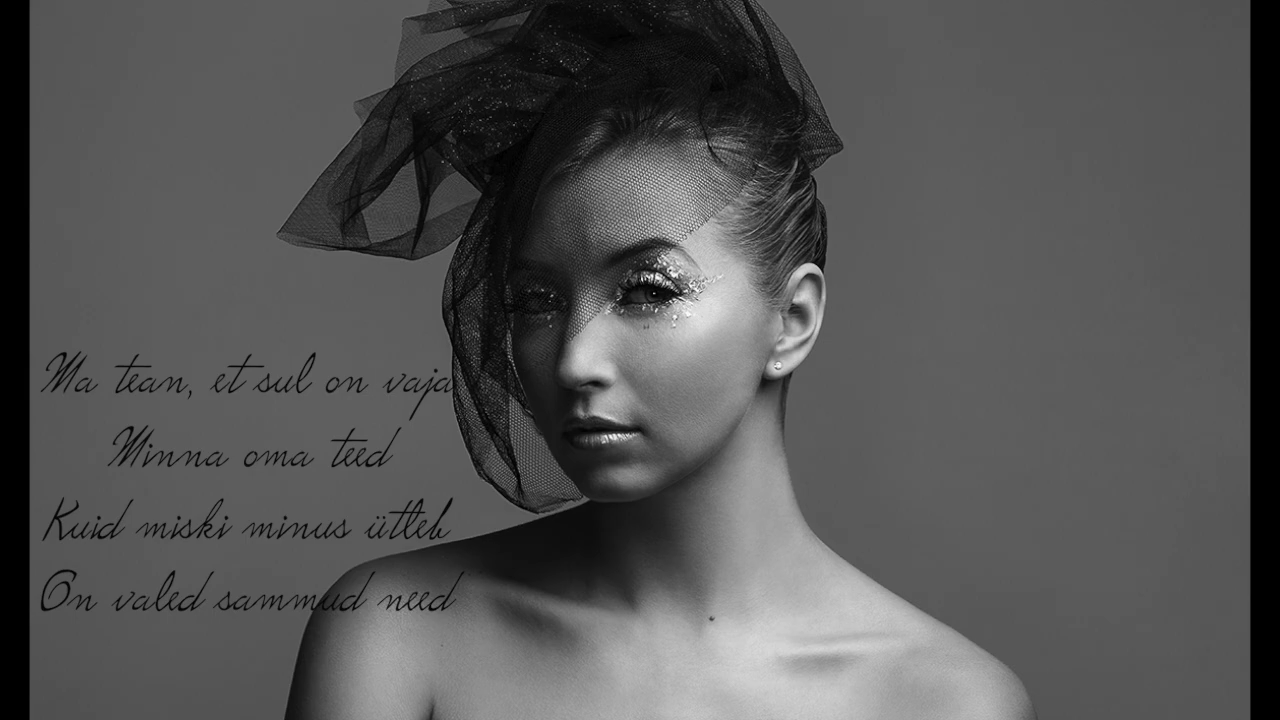 Ma tean, et sul on vaja
Minna oma teed
Kuid miski minus ütleb
On valed sammud need